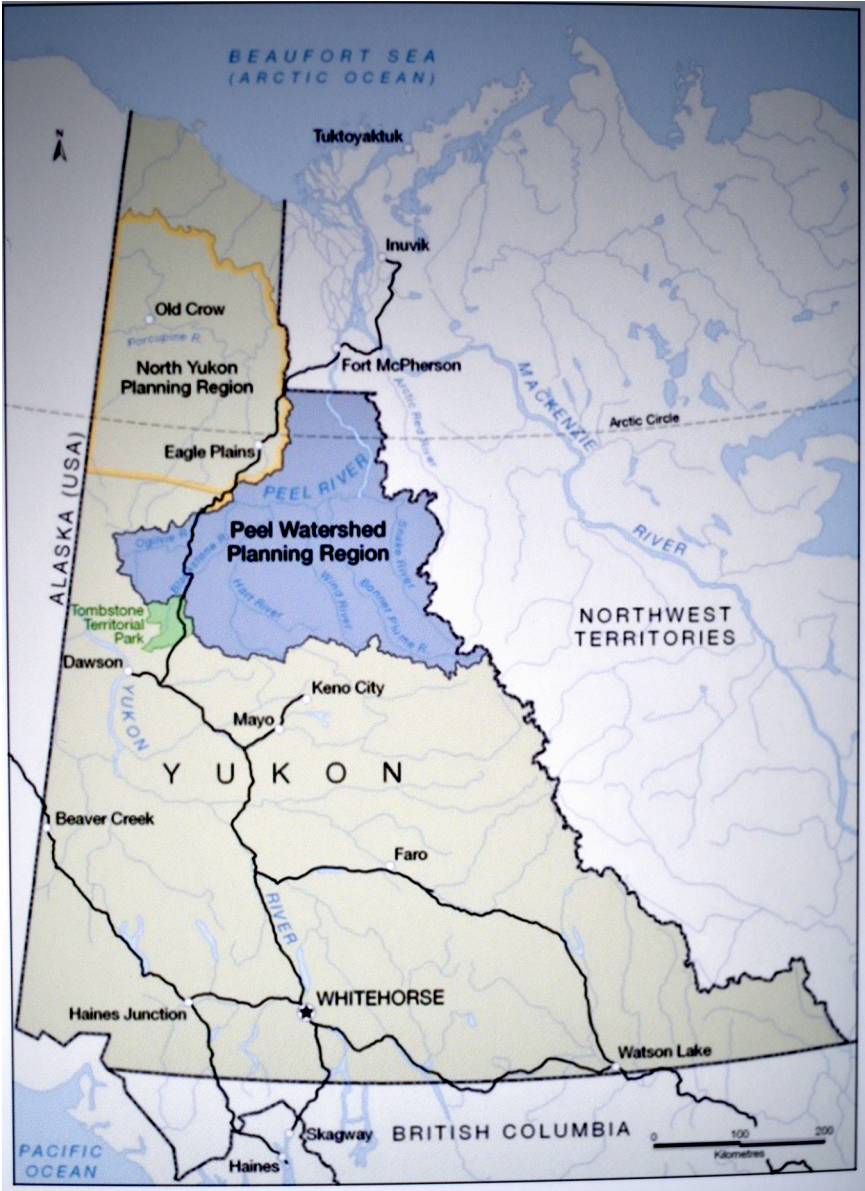 BEAUFORT SEA
(ARCTIC OCEAN)
N
Tuktoyaktuk
Inuvik
Old Crow
Porcupine R.
North Yukon
Planning Region
Fort McPherson
Arctic Red River
MACKENZIE
RIVER
Arctic Circle
Eagle Plains
ALASKA (USA)
PEEL RIVER
Peel Watershed
Planning Region
Ogilvie R.
Blackstone R.
Hart River
Wind River
Snake River
Bonnet Plume R.
Tombstone
Territorial
Park
NORTHWEST
TERRITORIES
Dawson
YUKON
Keno City
Mayo
YUKON
Beaver Creek
Faro
RIVER
WHITEHORSE
Haines Junction
Watson Lake
Skagway
BRITISH COLUMBIA
Haines
PACIFIC
OCEAN
0 100 200
Kilometres